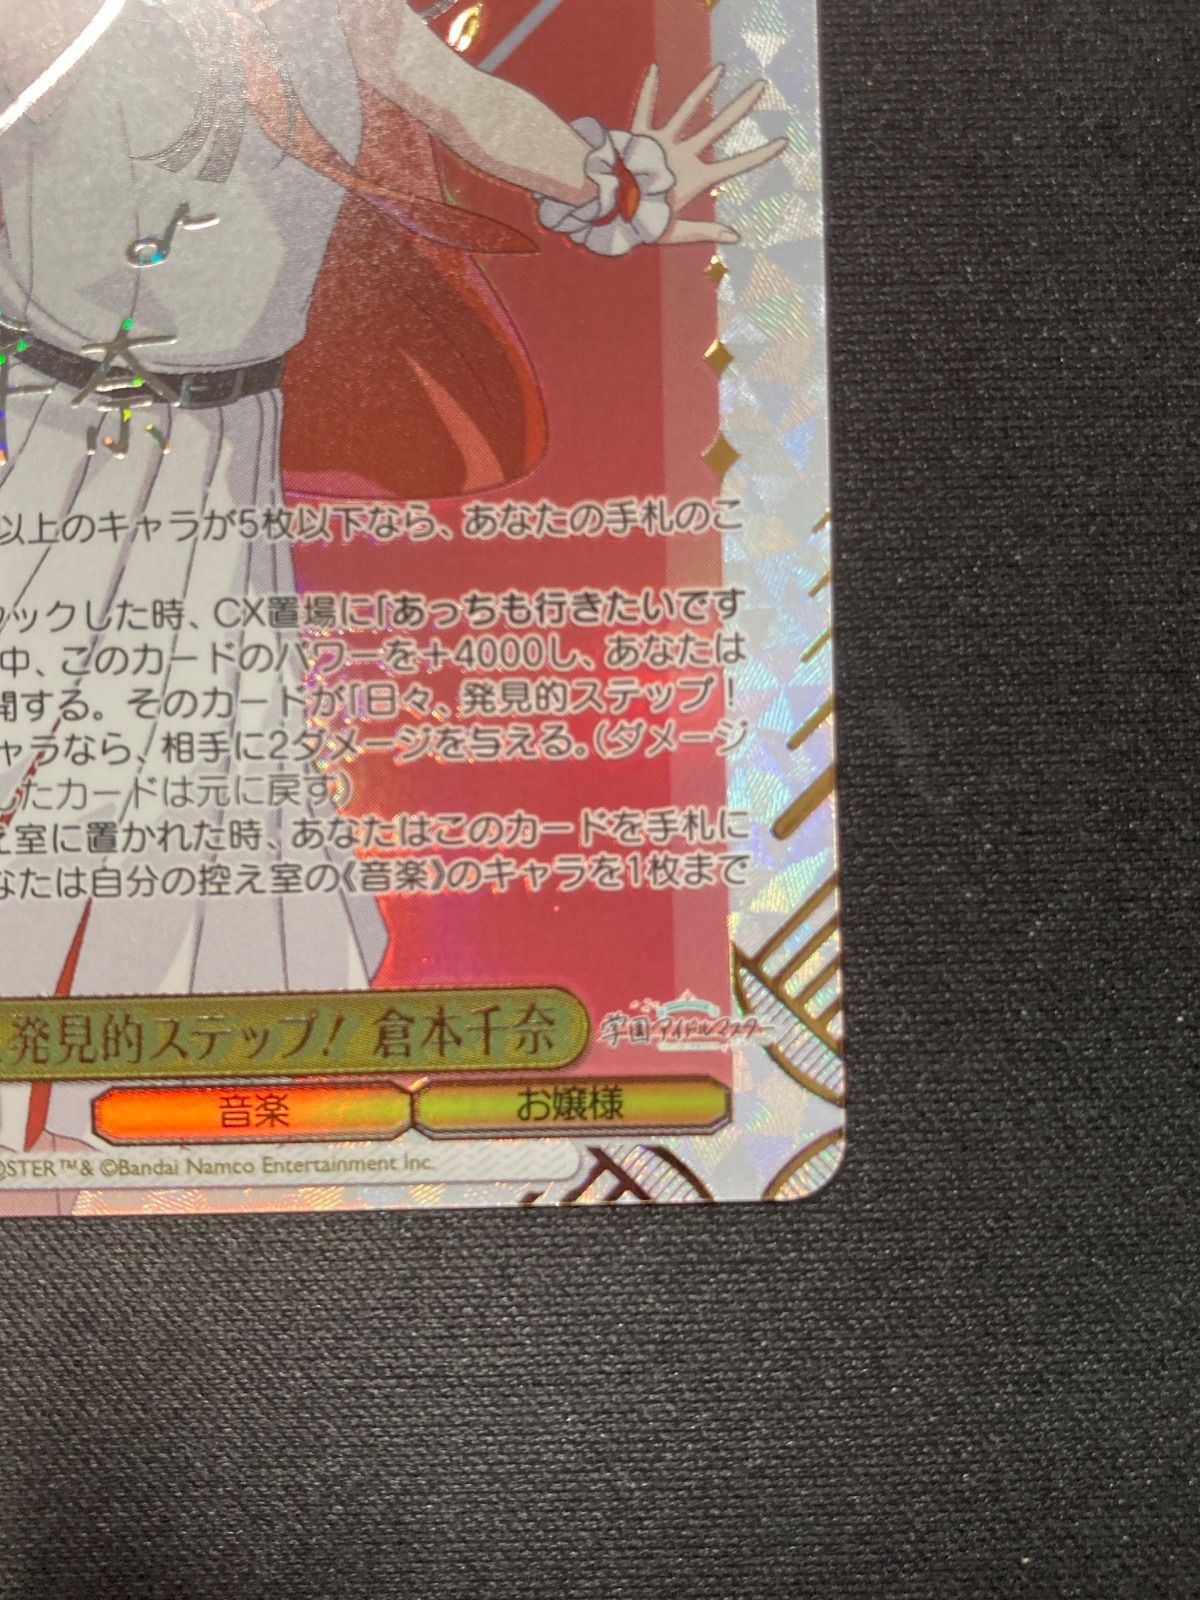 奈
以上のキャラが5枚以下なら、あなたの手札のこ
ックした時、CX置場に「あっちも行きたいです
中、このカードのパワーを+4000し、あなたは
開する。そのカードが「日々、発見的ステップ!
ャラなら、相手に2ダメージを与える。(ダメージ
したカードは元に戻す)
え室に置かれた時、あなたはこのカードを手札に
なたは自分の控え室の《音楽》のキャラを1枚まで
発見的ステップ! 倉本千奈
学園アイドルマスター
音楽 お嬢様
OSTER™& ©Bandai Namco Entertainment Inc.